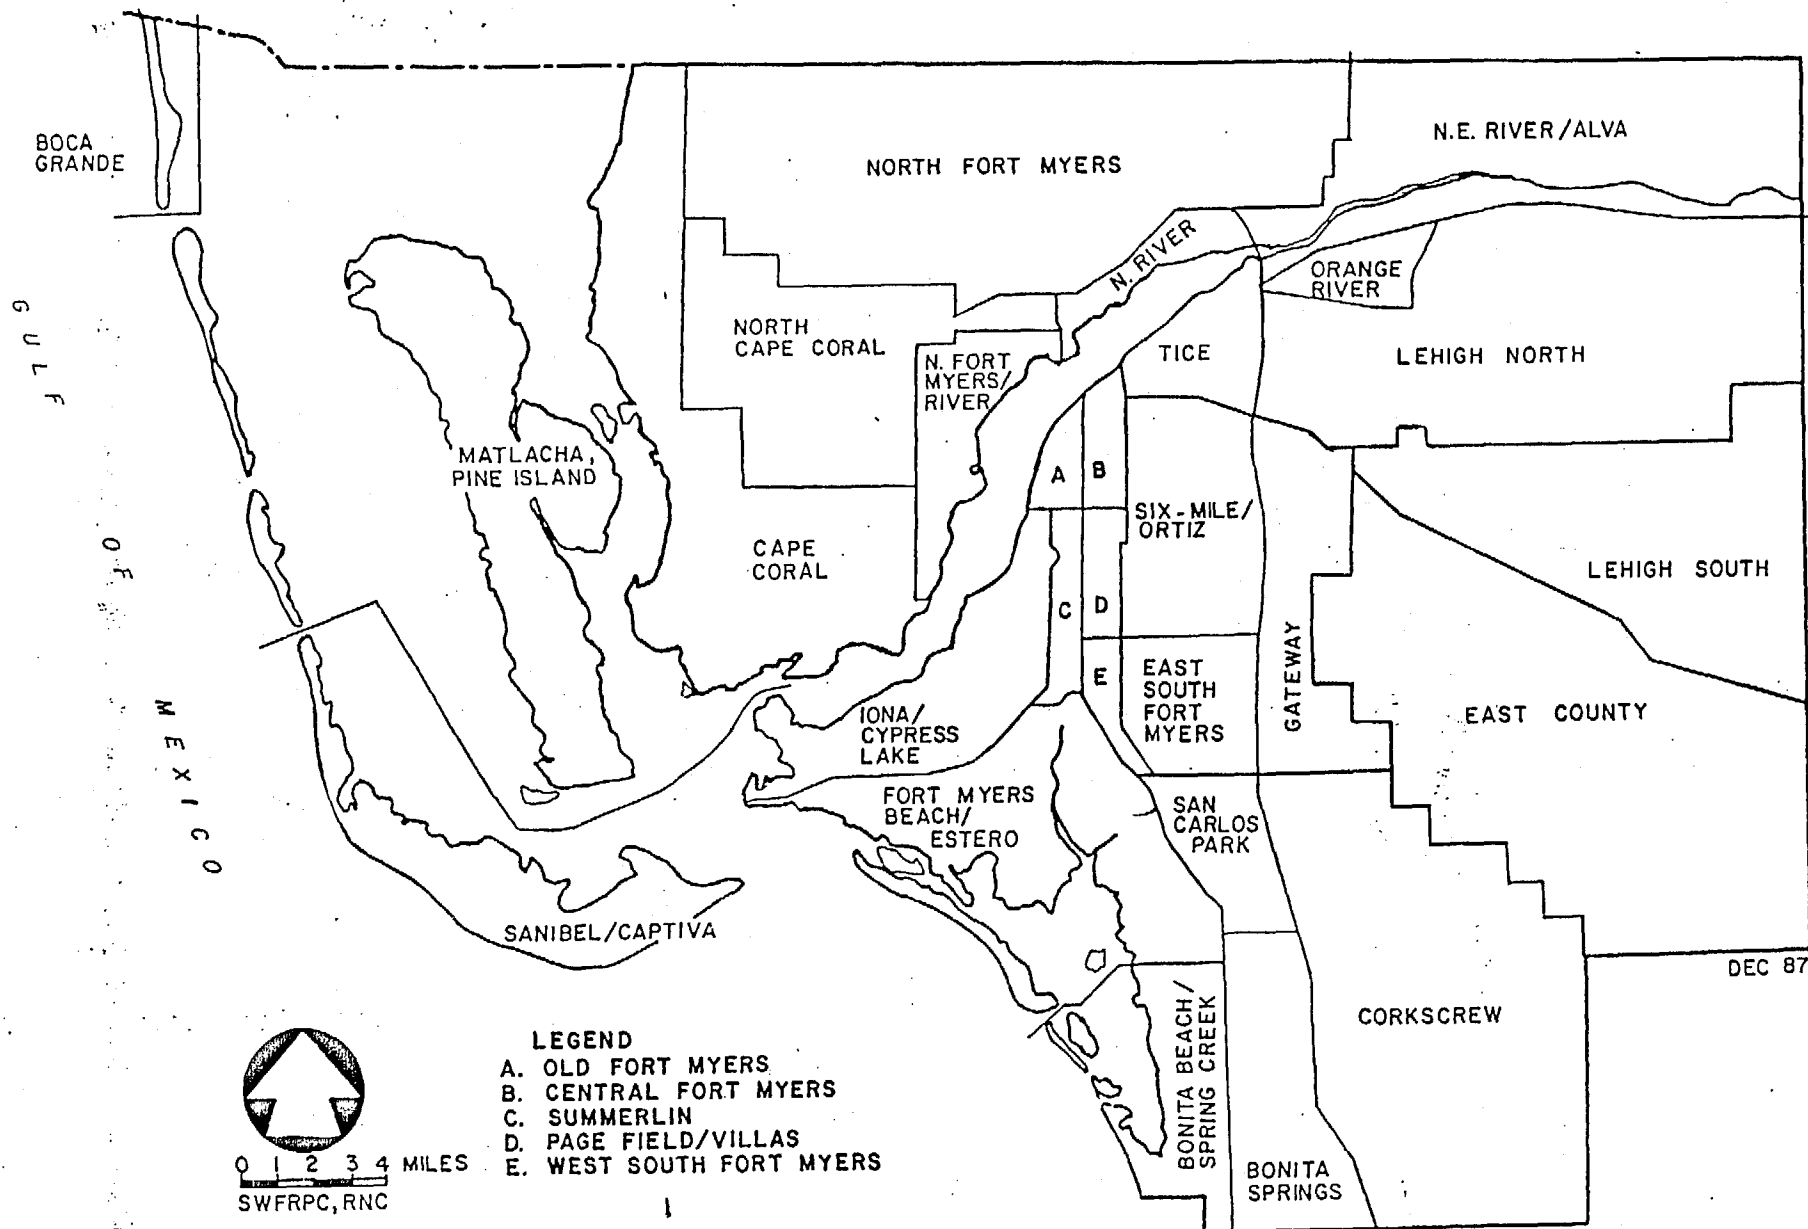 BOCA
GRANDE
NORTH FORT MYERS
N.E. RIVER/ALVA
N. RIVER
ORANGE
RIVER
NORTH
CAPE CORAL
N. FORT
MYERS/
RIVER
TICE
LEHIGH NORTH
GULF OF MEXICO
MATLACHA,
PINE ISLAND
A
B
SIX-MILE/
ORTIZ
CAPE
CORAL
LEHIGH SOUTH
C
D
E
EAST
SOUTH
FORT
MYERS
GATEWAY
EAST COUNTY
IONA/
CYPRESS
LAKE
FORT MYERS
BEACH/
ESTERO
SAN
CARLOS
PARK
SANIBEL/CAPTIVA
DEC 87
CORKSCREW
BONITA BEACH/
SPRING CREEK
BONITA
SPRINGS
LEGEND
A. OLD FORT MYERS
B. CENTRAL FORT MYERS
C. SUMMERLIN
D. PAGE FIELD/VILLAS
E. WEST SOUTH FORT MYERS
0 1 2 3 4 MILES
SWFRPC, RNC